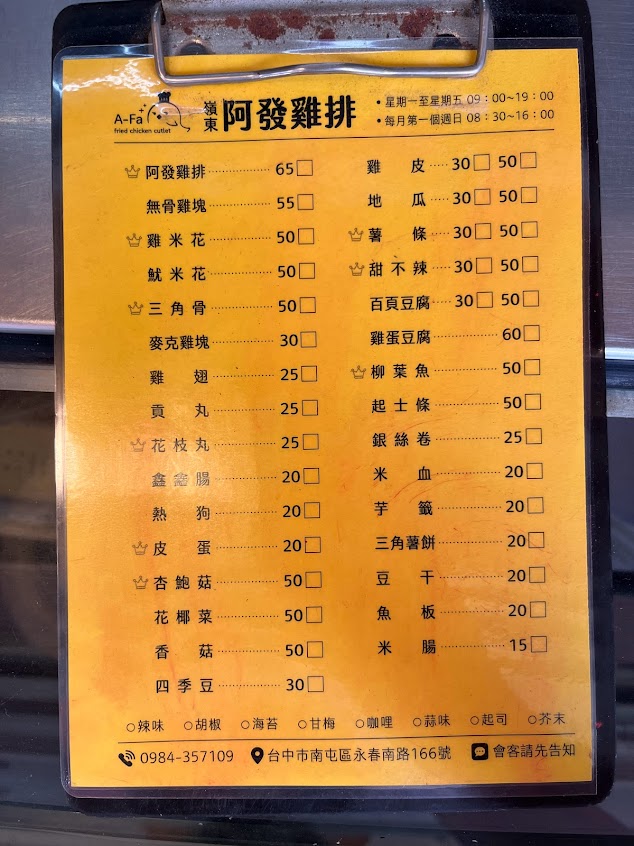 A-Fa
fried chicken cutlet
嶺東 阿發雞排
•星期一至星期五 09：00~19：00
•每月第一個週日 08：30~16：00
阿發雞排 65
無骨雞塊 55
雞米花 50
魷米花 50
三角骨 50
麥克雞塊 30
雞翅 25
貢丸 25
花枝丸 25
鑫鑫腸 20
熱狗 20
皮蛋 20
杏鮑菇 50
花椰菜 50
香菇 50
四季豆 30
雞皮 30 50
地瓜 30 50
薯條 30 50
甜不辣 30 50
百頁豆腐 30 50
雞蛋豆腐 60
柳葉魚 50
起士條 50
銀絲卷 25
米血 20
芋籤 20
三角薯餅 20
豆干 20
魚板 20
米腸 15
○辣味 ○胡椒 ○海苔 ○甘梅 ○咖哩 ○蒜味 ○起司 ○芥末
0984-357109 台中市南屯區永春南路166號 會客請先告知